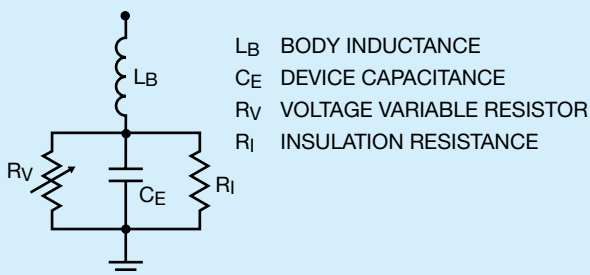 LB BODY INDUCTANCE
CE DEVICE CAPACITANCE
RV VOLTAGE VARIABLE RESISTOR
RI INSULATION RESISTANCE
LB
RV
CE
RI